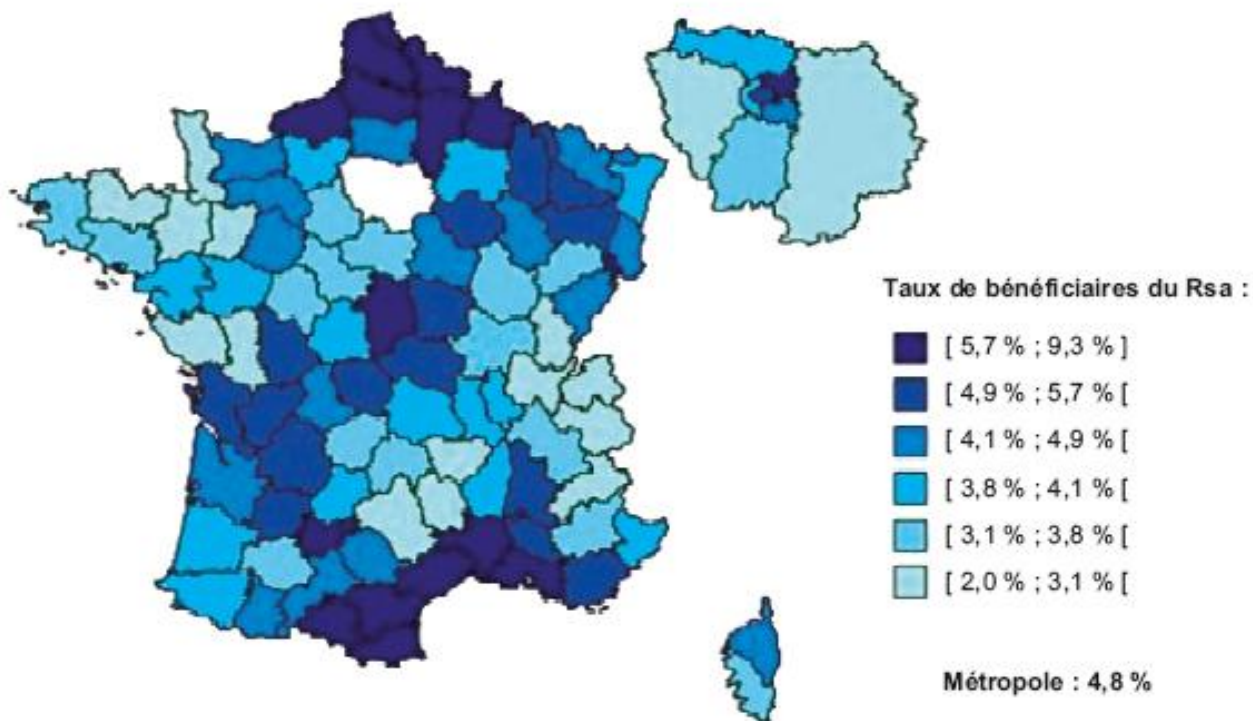 Taux de bénéficiaires du Rsa :
[ 5,7 % ; 9,3 % ]
[ 4,9 % ; 5,7 % [
[ 4,1 % ; 4,9 % [
[ 3,8 % ; 4,1 % [
[ 3,1 % ; 3,8 % [
[ 2,0 % ; 3,1 % [
Métropole : 4,8 %